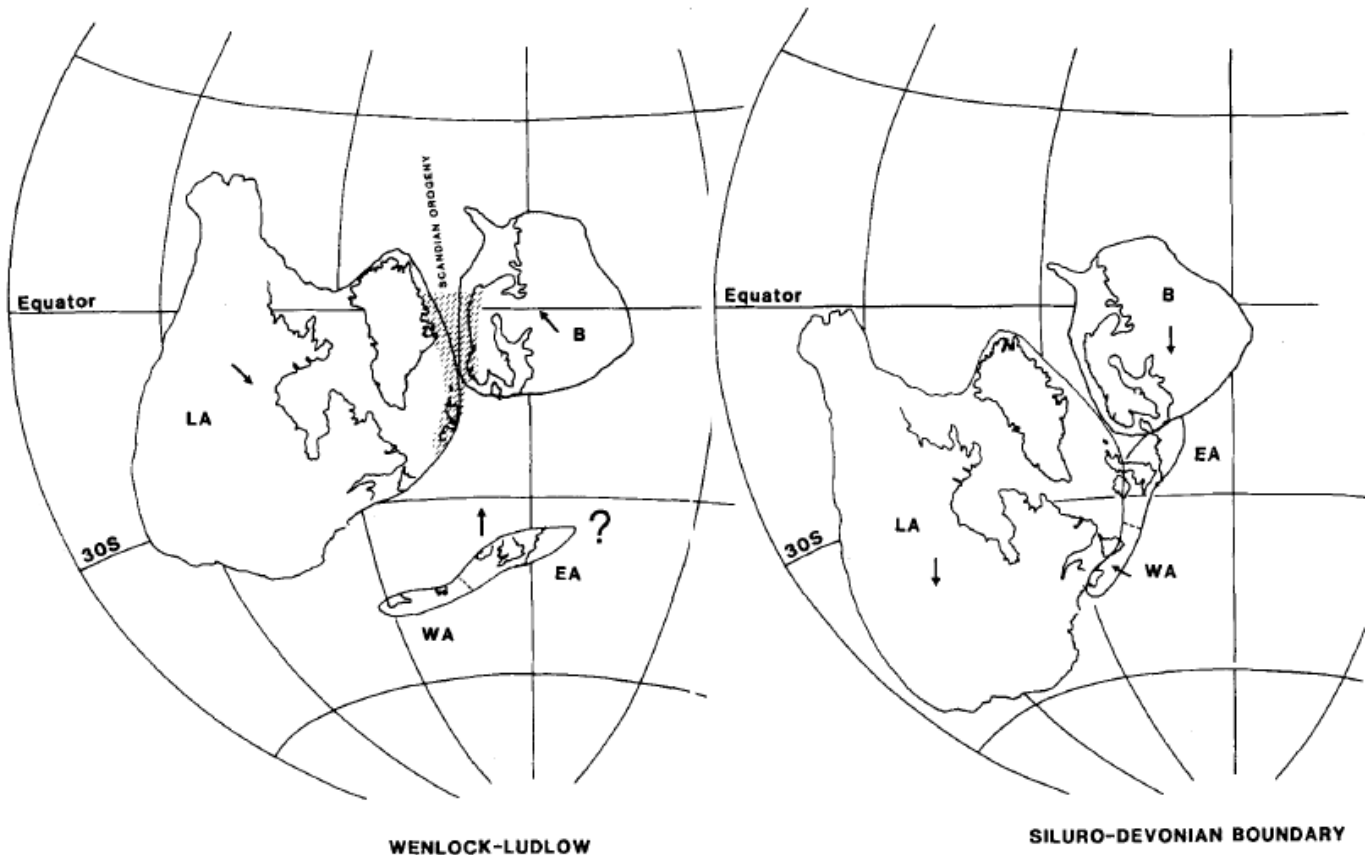 SCANDIAN OROGENY
Equator
B
LA
30S
?
EA
WA
WENLOCK-LUDLOW
Equator
B
EA
LA
30S
WA
SILURO-DEVONIAN BOUNDARY